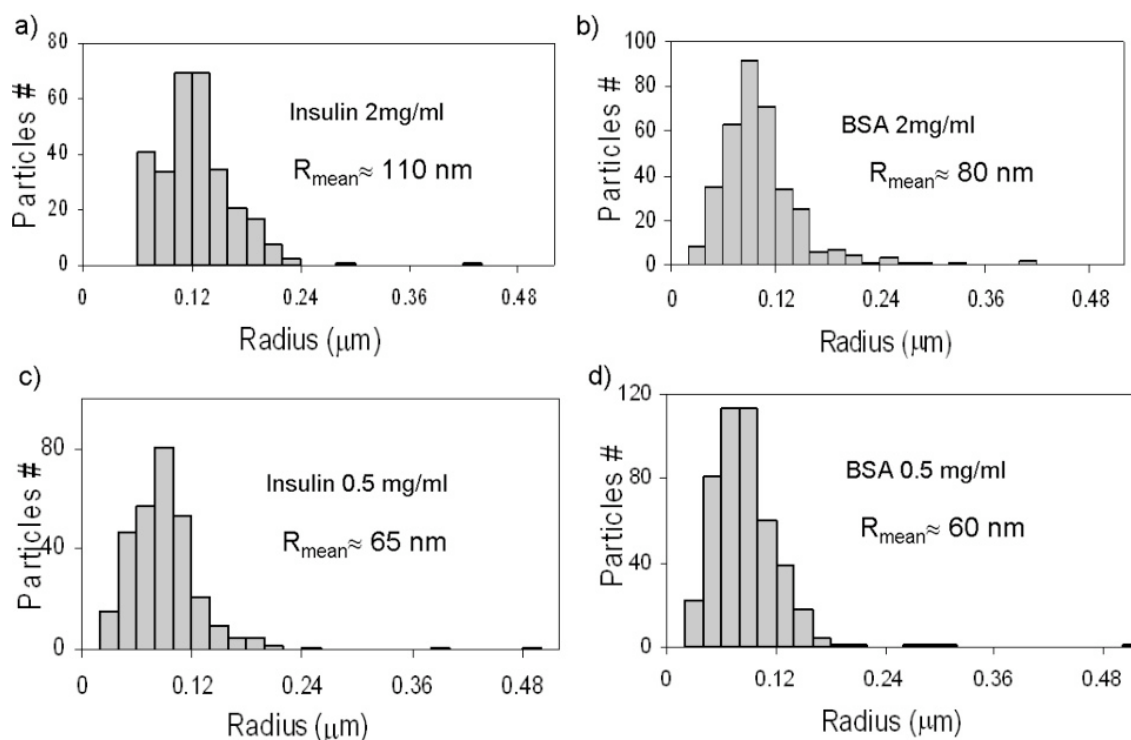 a)
80
60
40
20
0
Particles #
Insulin 2mg/ml
Rmean≈ 110 nm
0
0.12
0.24
0.36
0.48
Radius (μm)
b)
100
80
60
40
20
0
Particles #
BSA 2mg/ml
Rmean≈ 80 nm
0
0.12
0.24
0.36
0.48
Radius (μm)
c)
80
40
0
Particles #
Insulin 0.5 mg/ml
Rmean≈ 65 nm
0
0.12
0.24
0.36
0.48
Radius (μm)
d)
120
80
40
0
Particles #
BSA 0.5 mg/ml
Rmean≈ 60 nm
0
0.12
0.24
0.36
0.48
Radius (μm)